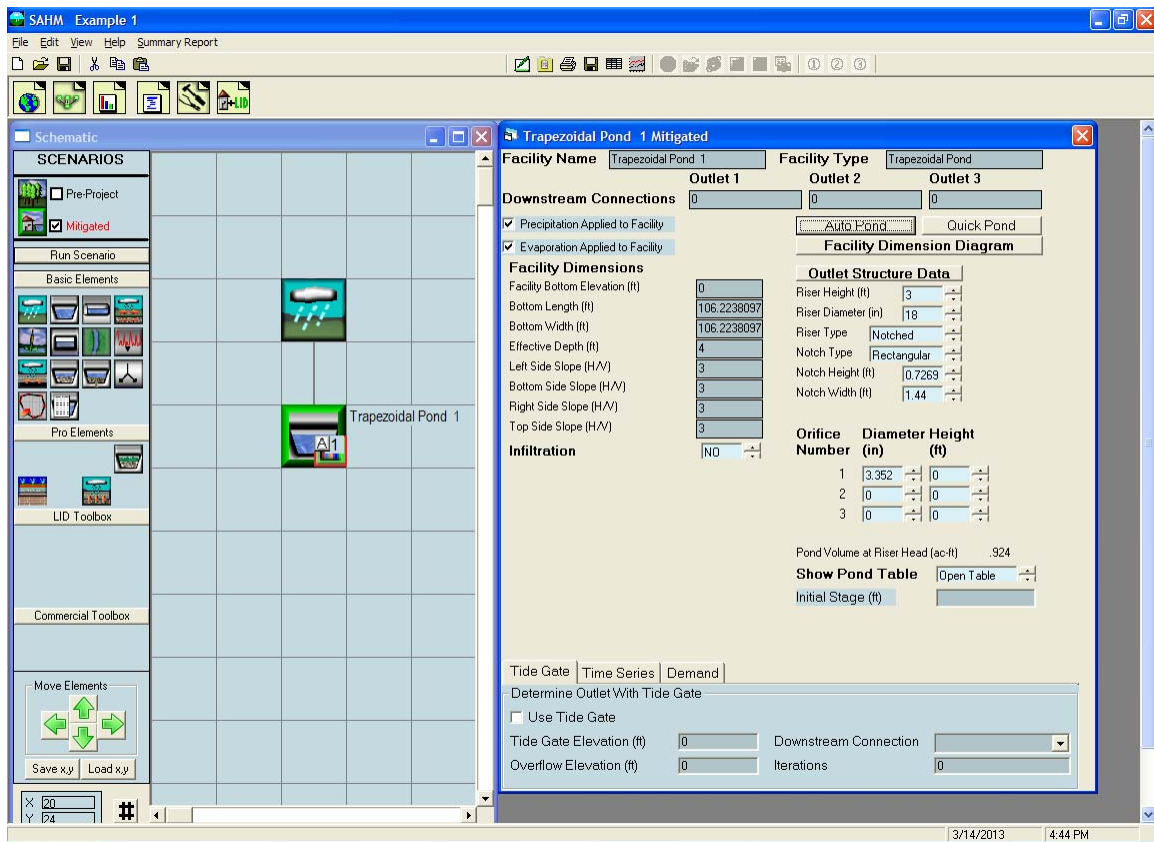 SAHM Example 1
File Edit View Help Summary Report
Schematic
SCENARIOS
Pre-Project
Mitigated
Run Scenario
Basic Elements
Pro Elements
LID Toolbox
Commercial Toolbox
Move Elements
Save x,y Load x,y
X 20
Y 24
#
+LID
Trapezoidal Pond 1
A 1
Trapezoidal Pond 1 Mitigated
Facility Name Trapezoidal Pond 1 Facility Type Trapezoidal Pond
Outlet 1 Outlet 2 Outlet 3
Downstream Connections 0 0 0
Precipitation Applied to Facility
Evaporation Applied to Facility
Auto Pond Quick Pond
Facility Dimension Diagram
Facility Dimensions
Facility Bottom Elevation (ft) 0
Bottom Length (ft) 106.2238097
Bottom Width (ft) 106.2238097
Effective Depth (ft) 4
Left Side Slope (H/V) 3
Bottom Side Slope (H/V) 3
Right Side Slope (H/V) 3
Top Side Slope (H/V) 3
Infiltration NO
Outlet Structure Data
Riser Height (ft) 3
Riser Diameter (in) 18
Riser Type Notched
Notch Type Rectangular
Notch Height (ft) 0.7269
Notch Width (ft) 1.44
Orifice Diameter Height
Number (in) (ft)
1 3.352 0
2 0 0
3 0 0
Pond Volume at Riser Head (ac-ft) .924
Show Pond Table Open Table
Initial Stage (ft)
Tide Gate Time Series Demand
Determine Outlet With Tide Gate
Use Tide Gate
Tide Gate Elevation (ft) 0 Downstream Connection
Overflow Elevation (ft) 0 Iterations 0
3/14/2013 4:44 PM